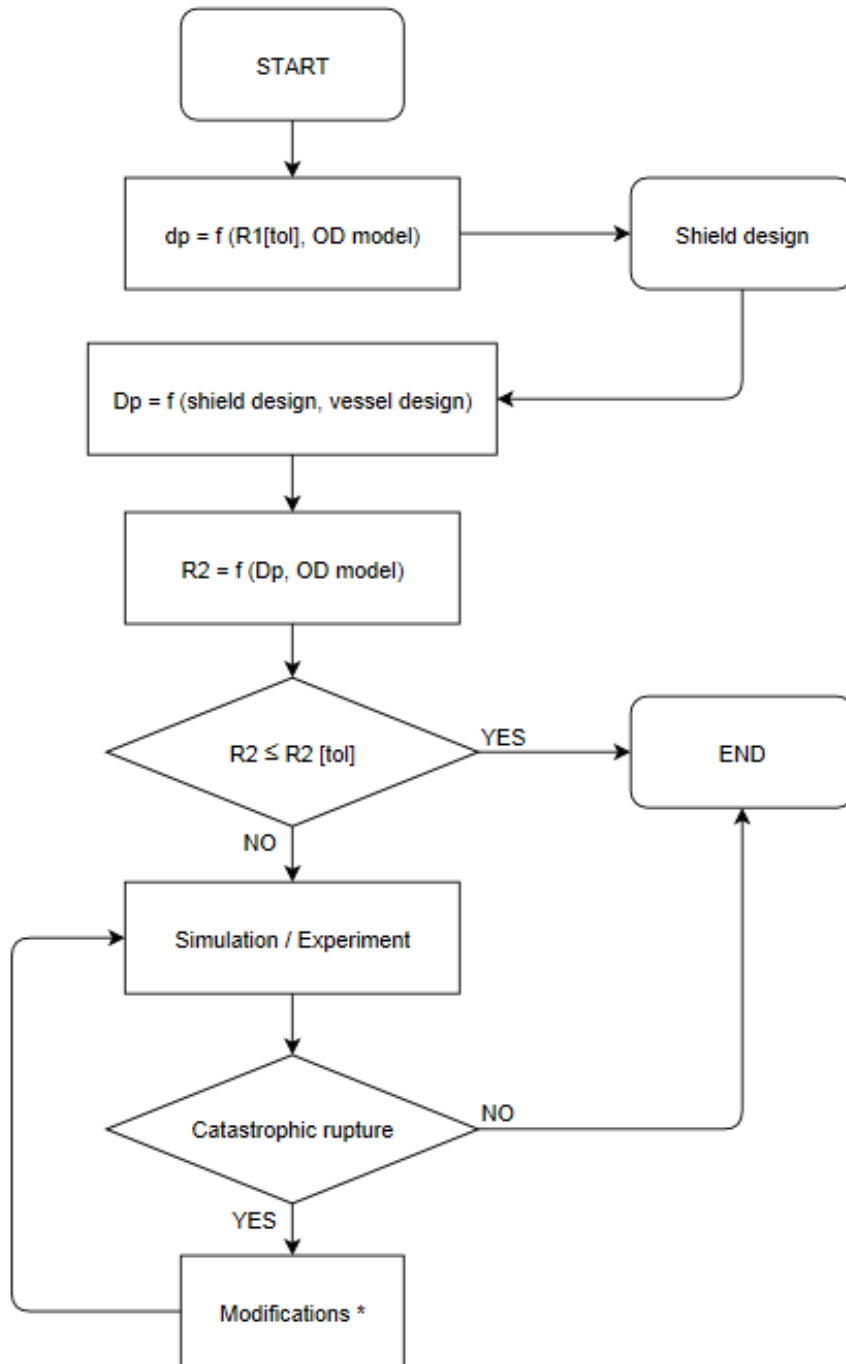 START
dp = f (R1[tol], OD model)
Shield design
Dp = f (shield design, vessel design)
R2 = f (Dp, OD model)
R2 ≤ R2 [tol]
YES
END
NO
Simulation / Experiment
Catastrophic rupture
NO
YES
Modifications *